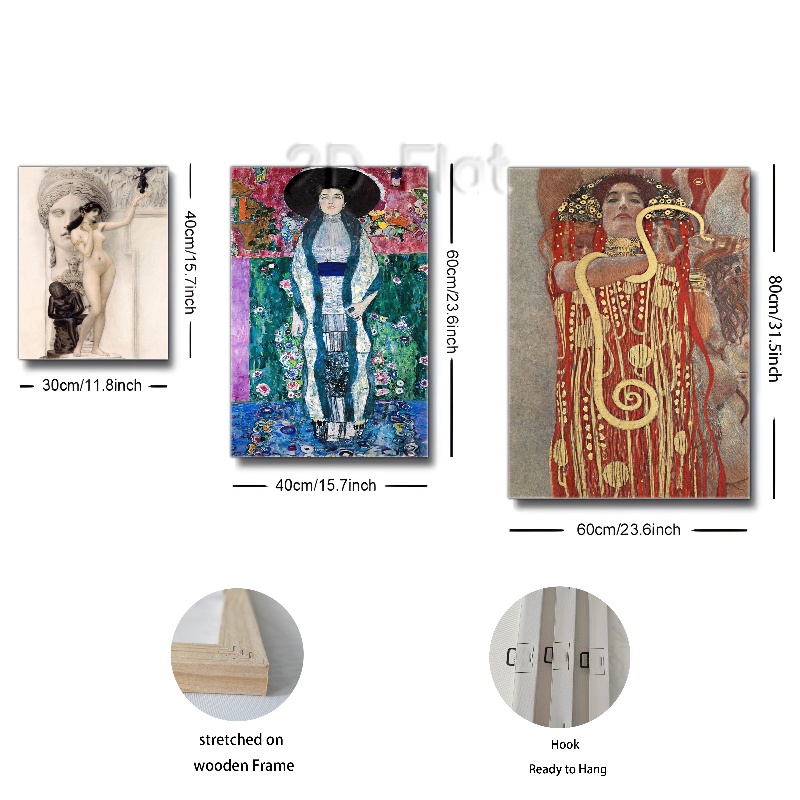 2D Flat
40cm/15.7inch
30cm/11.8inch
60cm/23.6inch
40cm/15.7inch
80cm/31.5inch
60cm/23.6inch
stretched on
wooden Frame
Hook
Ready to Hang